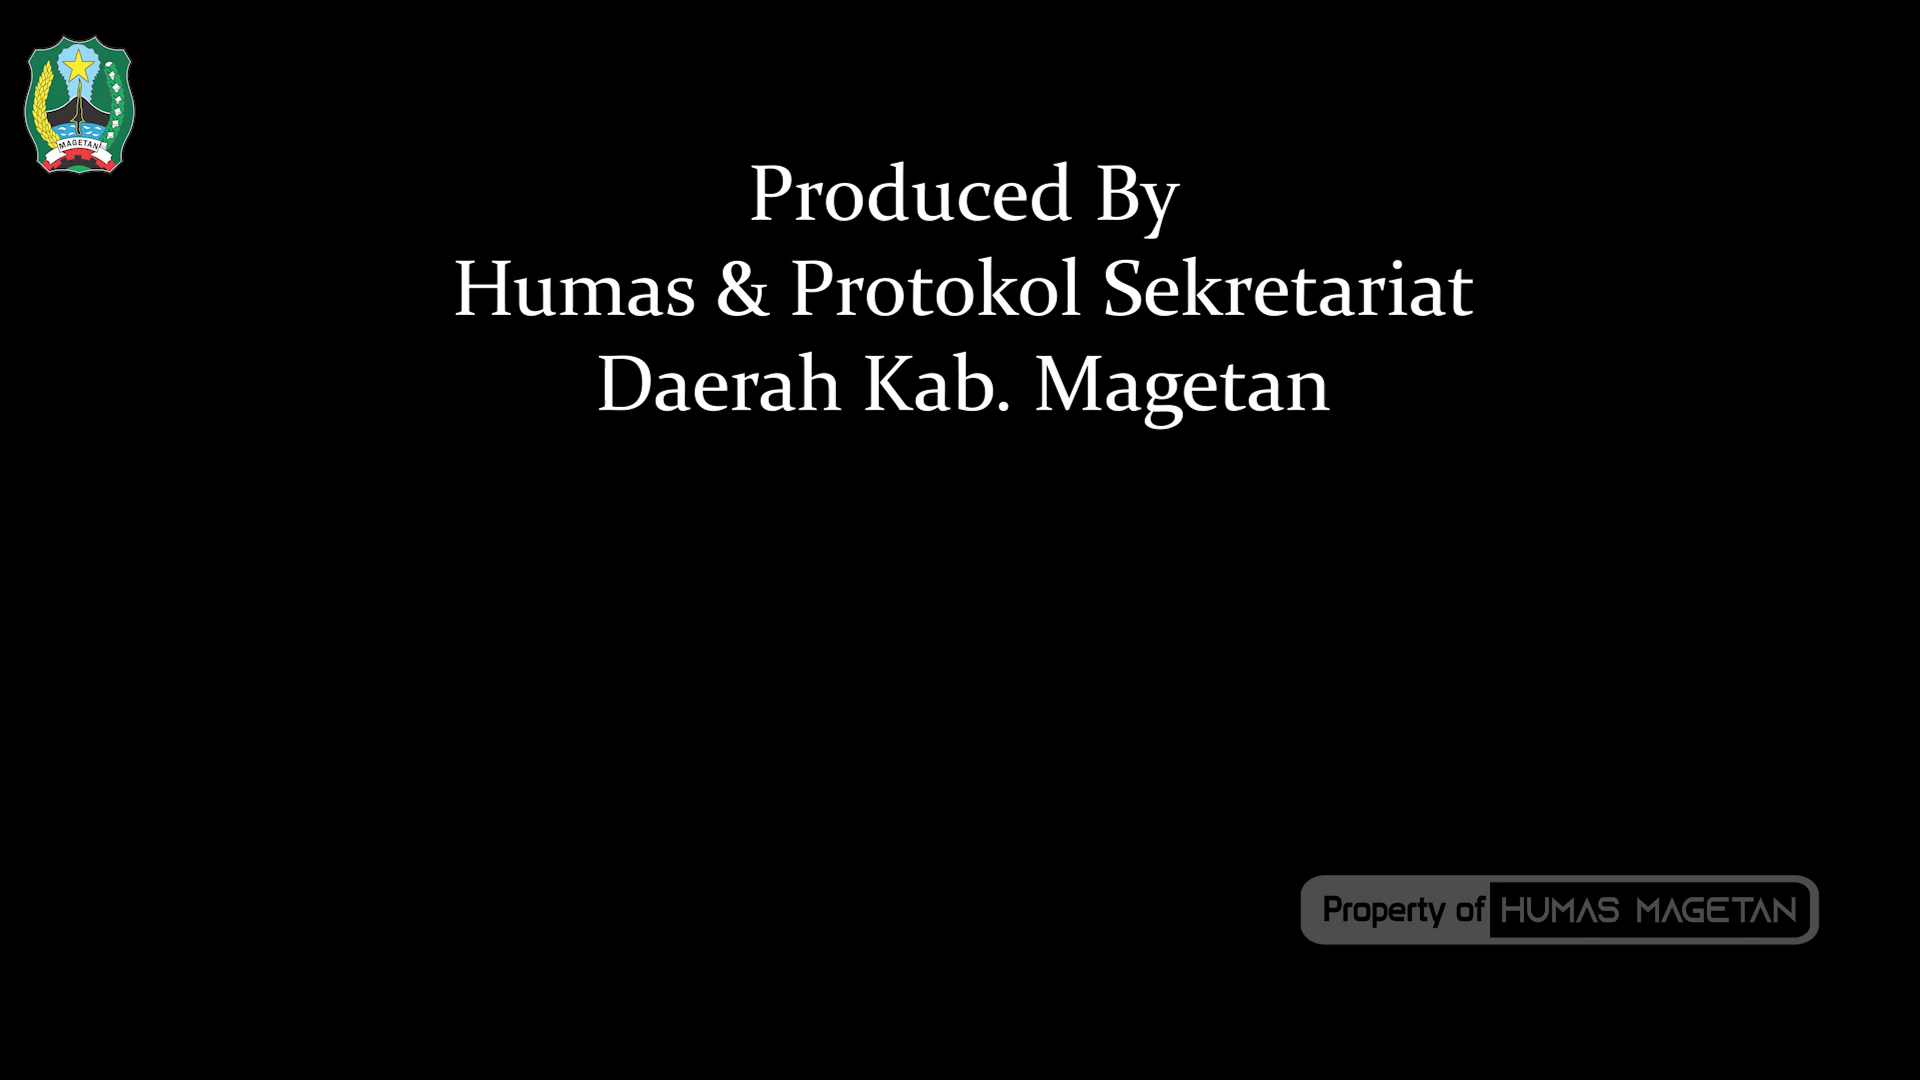 MAGETAN
Produced By
Humas & Protokol Sekretariat
Daerah Kab. Magetan
Property of HUMAS MAGETAN